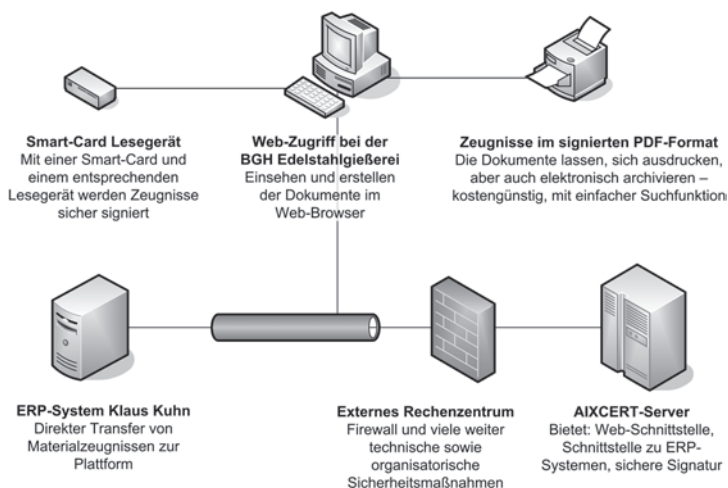 Smart-Card Lesegerät
Mit einer Smart-Card und
einem entsprechenden
Lesegerät werden Zeugnisse
sicher signiert
Web-Zugriff bei der
BGH Edelstahlgießerei
Einsehen und erstellen
der Dokumente im
Web-Browser
Zeugnisse im signierten PDF-Format
Die Dokumente lassen, sich ausdrucken,
aber auch elektronisch archivieren –
kostengünstig, mit einfacher Suchfunktion
ERP-System Klaus Kuhn
Direkter Transfer von
Materialzeugnissen zur
Plattform
Externes Rechenzentrum
Firewall und viele weiter
technische sowie
organisatorische
Sicherheitsmaßnahmen
AIXCERT-Server
Bietet: Web-Schnittstelle,
Schnittstelle zu ERP-
Systemen, sichere Signatur